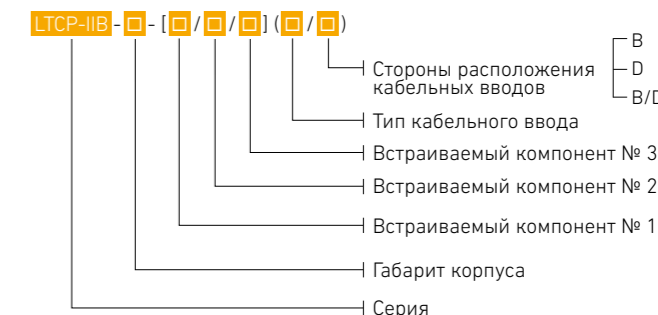 LTCP-IIB-□-[□/□/□](□/□)
B
Стороны расположения
кабельных вводов
D
B/D
Тип кабельного ввода
Встраиваемый компонент № 3
Встраиваемый компонент № 2
Встраиваемый компонент № 1
Габарит корпуса
Серия